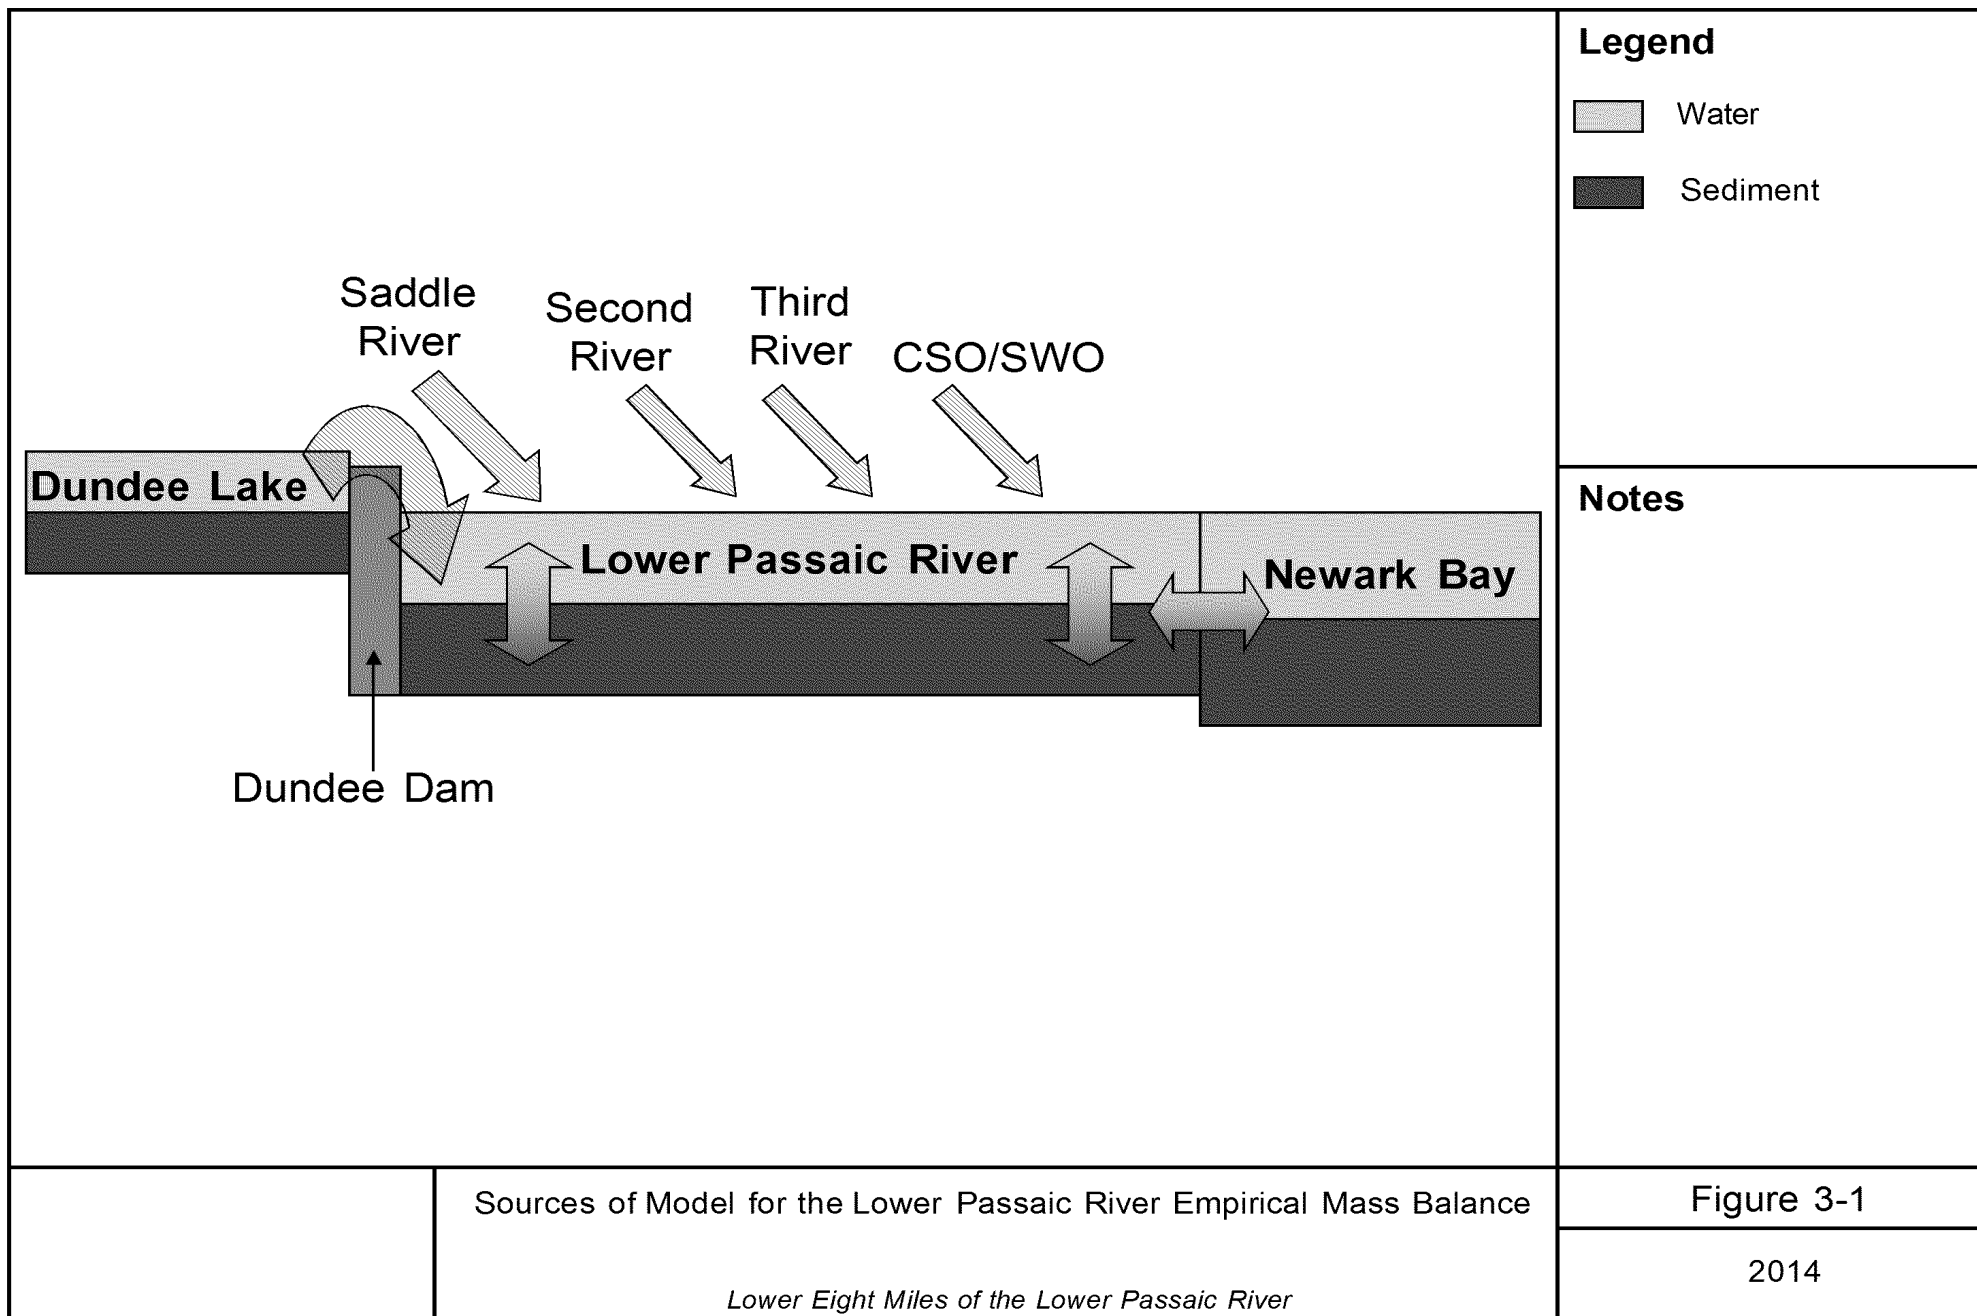 Legend
Water
Sediment
Saddle
River
Second
River
Third
River
CSO/SWO
Dundee Lake
Lower Passaic River
Newark Bay
Dundee Dam
Notes
Sources of Model for the Lower Passaic River Empirical Mass Balance
Lower Eight Miles of the Lower Passaic River
Figure 3-1
2014